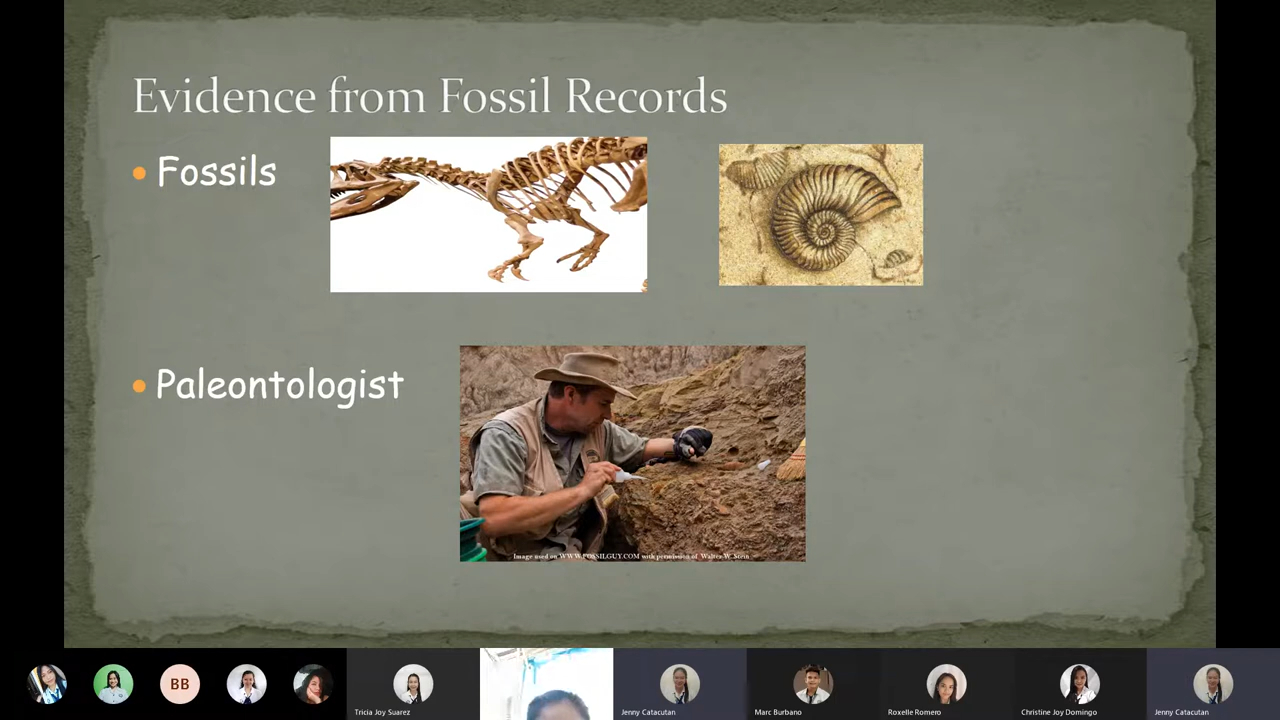 Evidence from Fossil Records
Fossils
Paleontologist
Image used on WWW.FOSSILGUY.COM with permission of Walter W. Stein
BB
Tricia Joy Suarez
Jenny Catacutan
Marc Burbano
Roxelle Romero
Christine Joy Domingo
Jenny Catacutan